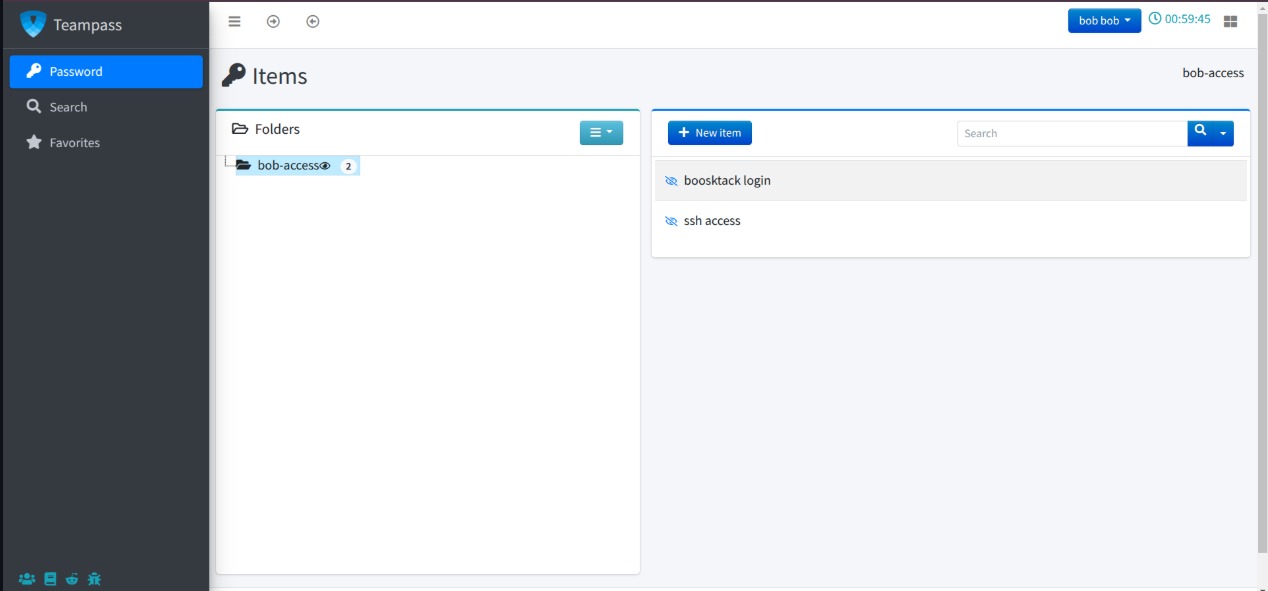 Teampass
bob bob
00:59:45
Password
Search
Favorites
Items
bob-access
Folders
bob-access 2
New item
Search
boosktack login
ssh access